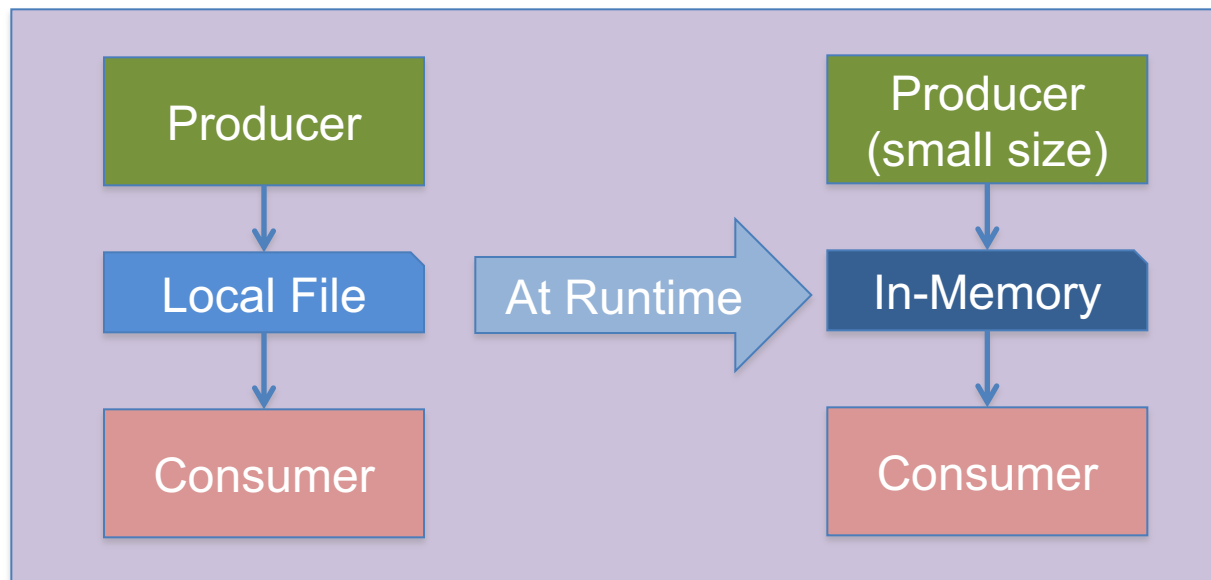 Producer
Local File
Consumer
At Runtime
Producer
(small size)
In-Memory
Consumer